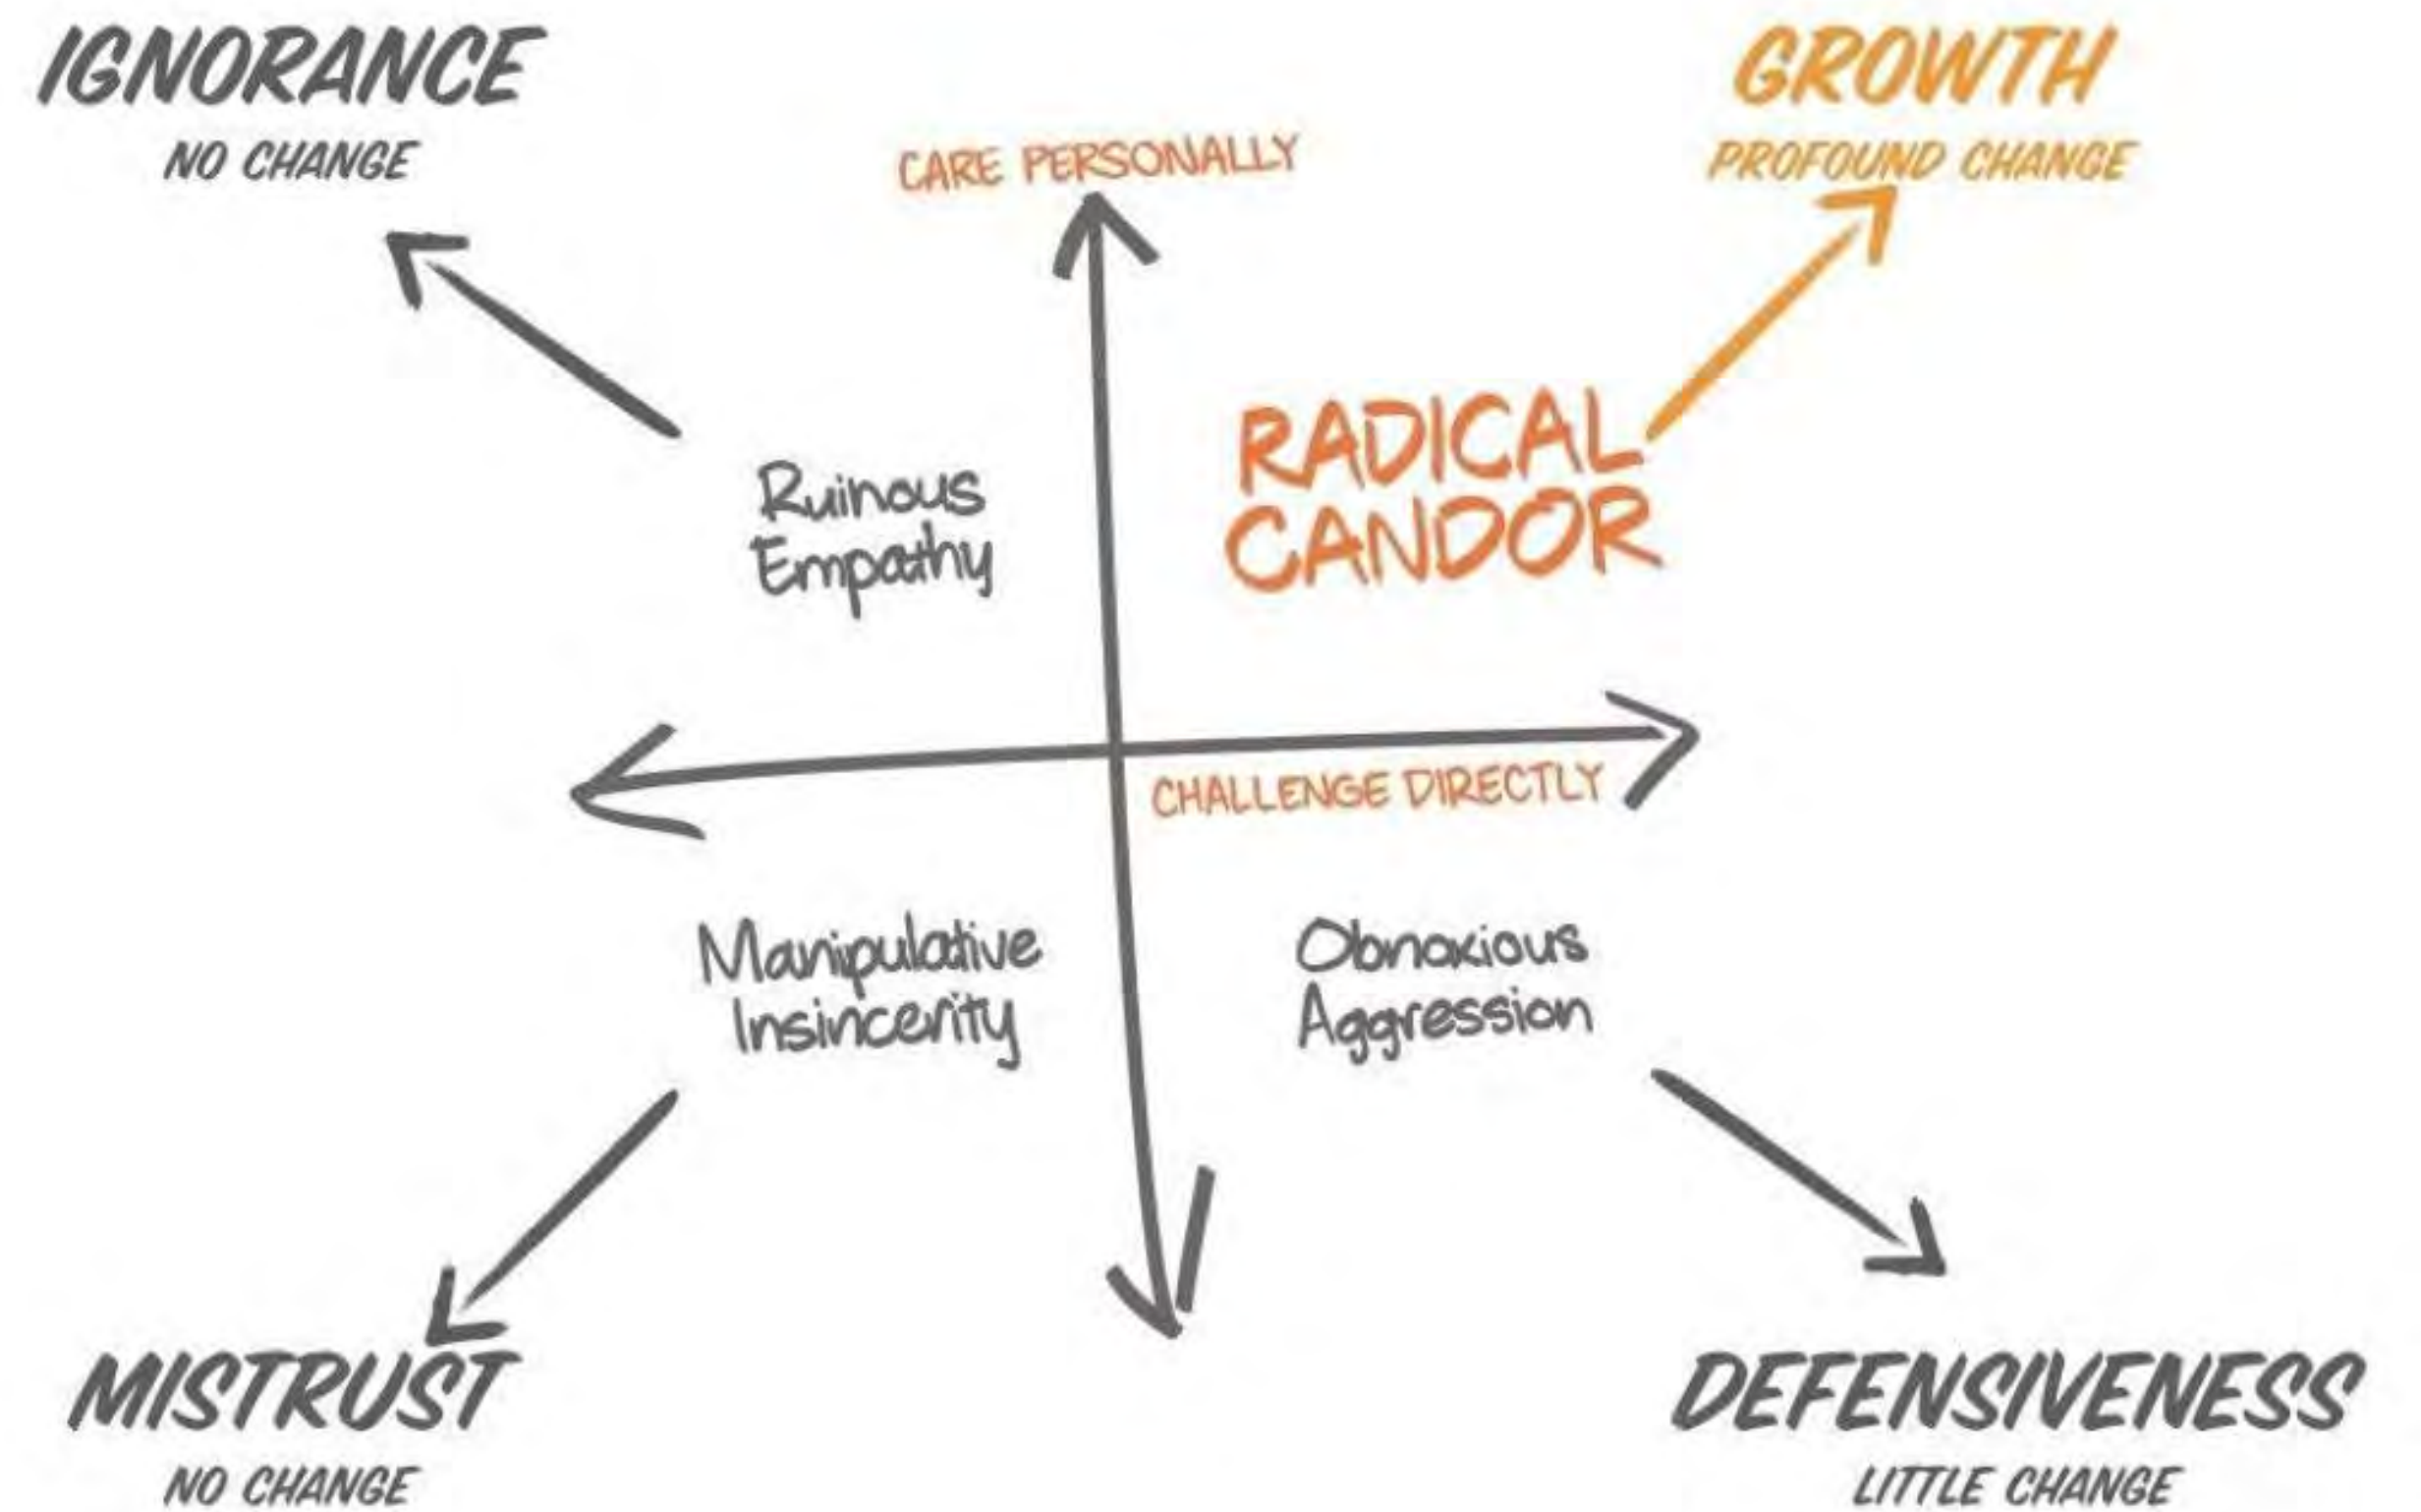 IGNORANCE
NO CHANGE
GROWTH
PROFOUND CHANGE
CARE PERSONALLY
RADICAL
CANDOR
Ruinous
Empathy
CHALLENGE DIRECTLY
Manipulative
Insincerity
Obnoxious
Aggression
MISTRUST
NO CHANGE
DEFENSIVENESS
LITTLE CHANGE